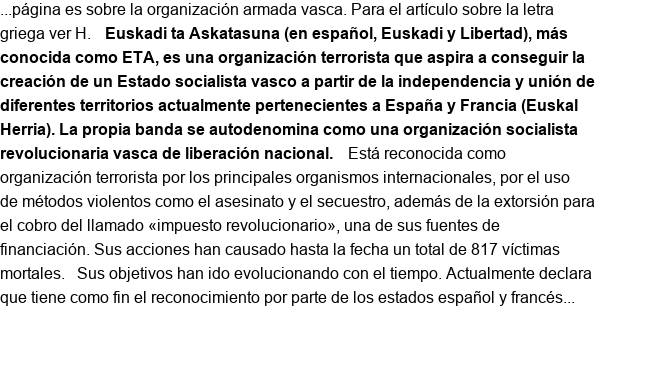 ...página es sobre la organización armada vasca. Para el artículo sobre la letra
griega ver Η. Euskadi ta Askatasuna (en español, Euskadi y Libertad), más
conocida como ETA, es una organización terrorista que aspira a conseguir la
creación de un Estado socialista vasco a partir de la independencia y unión de
diferentes territorios actualmente pertenecientes a España y Francia (Euskal
Herria). La propia banda se autodenomina como una organización socialista
revolucionaria vasca de liberación nacional. Está reconocida como
organización terrorista por los principales organismos internacionales, por el uso
de métodos violentos como el asesinato y el secuestro, además de la extorsión para
el cobro del llamado «impuesto revolucionario», una de sus fuentes de
financiación. Sus acciones han causado hasta la fecha un total de 817 víctimas
mortales. Sus objetivos han ido evolucionando con el tiempo. Actualmente declara
que tiene como fin el reconocimiento por parte de los estados español y francés...